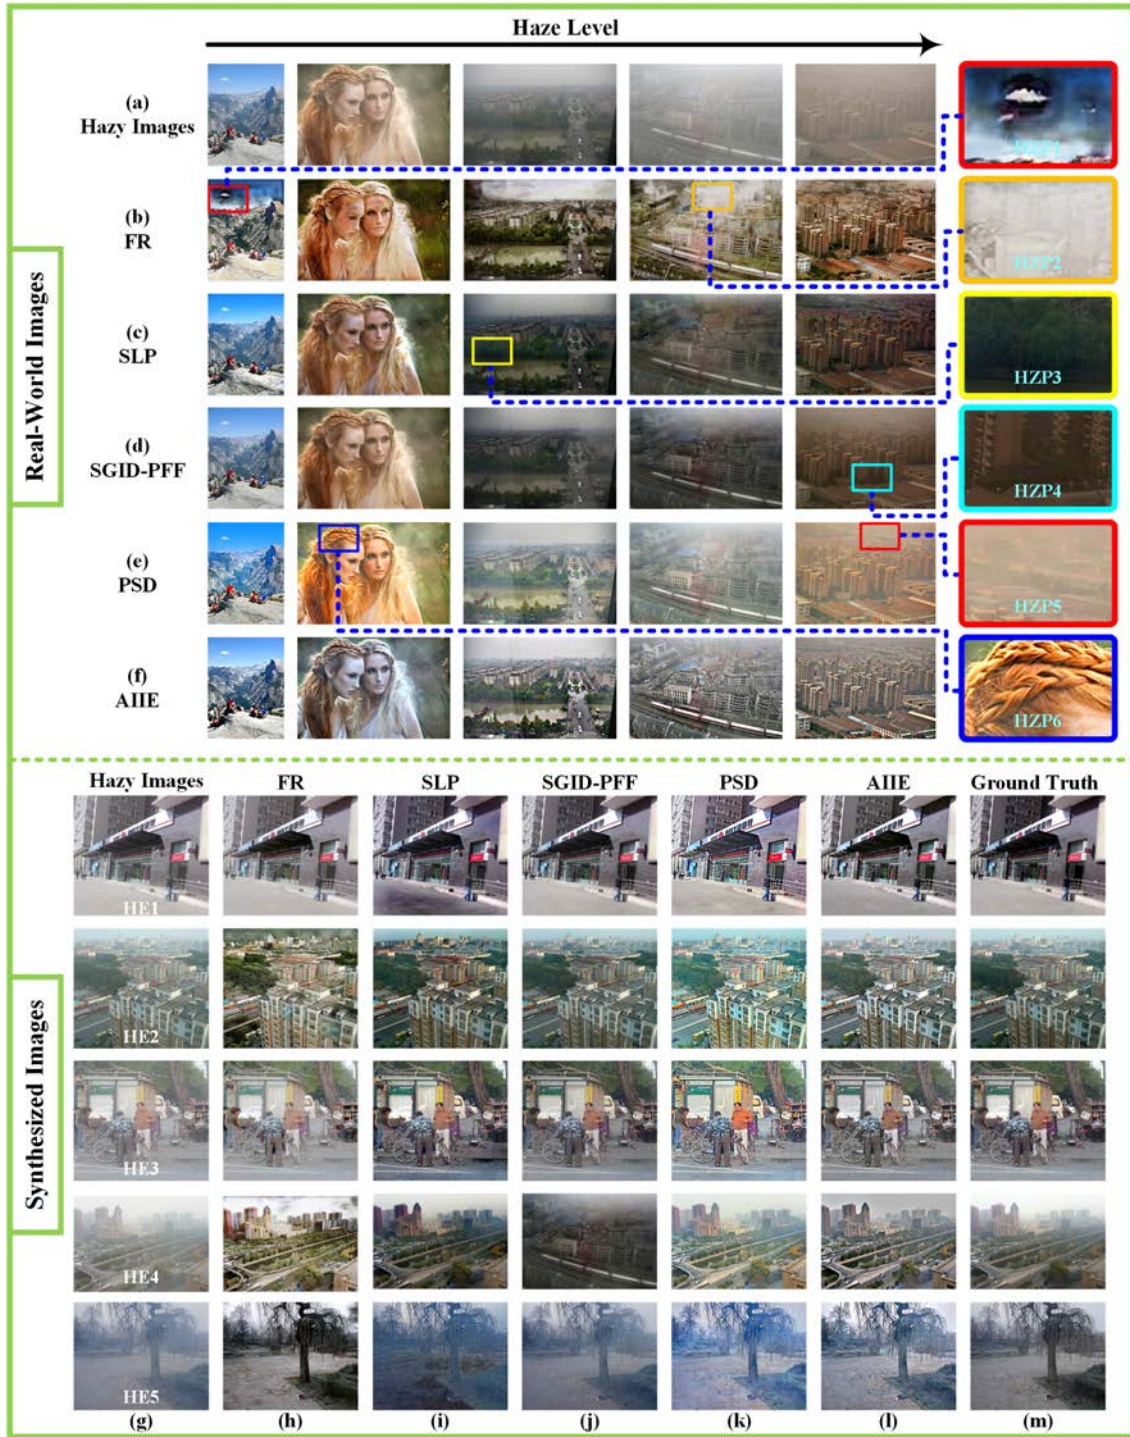 Haze Level
(a)
Hazy Images
HZP1
(b)
FR
HZP2
(c)
SLP
HZP3
(d)
SGID-PFF
HZP4
(e)
PSD
HZP5
(f)
AIIE
HZP6
Real-World Images
Hazy Images FR SLP SGID-PFF PSD AIIE Ground Truth
HE1
HE2
HE3
HE4
HE5
Synthesized Images
(g) (h) (i) (j) (k) (l) (m)